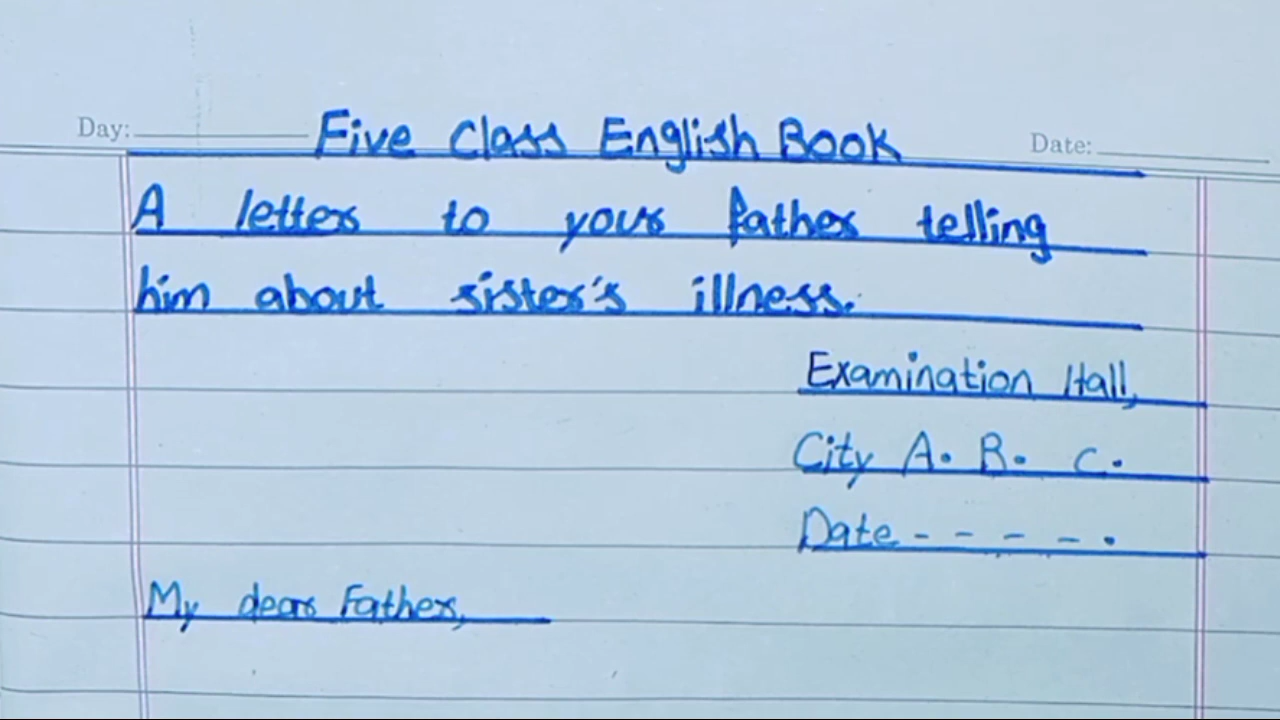 Day: Five Class English Book Date:
A letter to your father telling
him about sister's illness.
Examination Hall,
City A. B. C.
Date - - - - .
My dear Father,